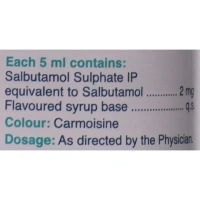 Each 5 ml contains:
Salbutamol Sulphate IP
equivalent to Salbutamol ............ 2 mg
Flavoured syrup base .............. q.s.
Colour: Carmoisine
Dosage: As directed by the Physician.